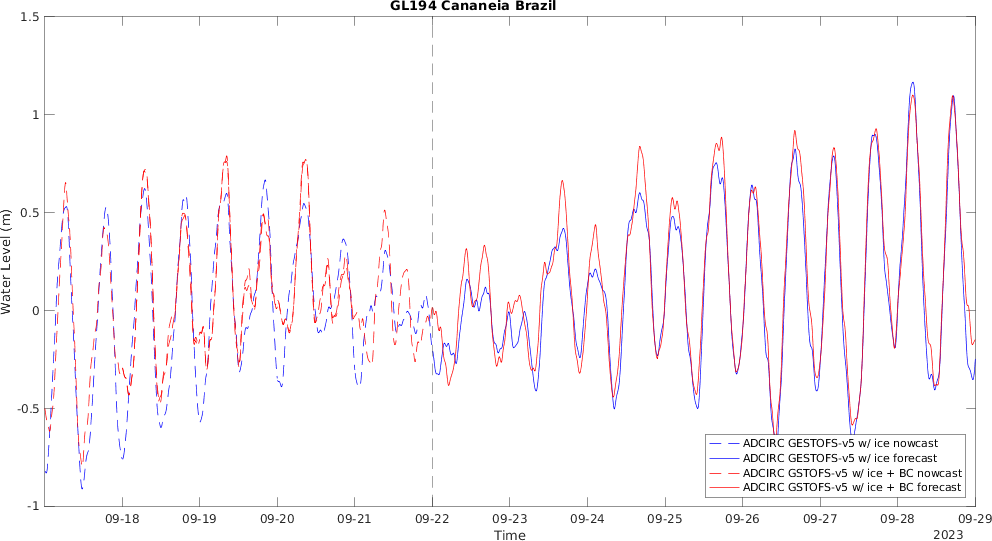 GL194 Cananeia Brazil
1.5
1
0.5
0
-0.5
-1
Water Level (m)
09-18 09-19 09-20 09-21 09-22 09-23 09-24 09-25 09-26 09-27 09-28 09-29
Time
2023
ADCIRC GESTOFS-v5 w/ ice nowcast
ADCIRC GESTOFS-v5 w/ ice forecast
ADCIRC GSTOFS-v5 w/ ice + BC nowcast
ADCIRC GSTOFS-v5 w/ ice + BC forecast